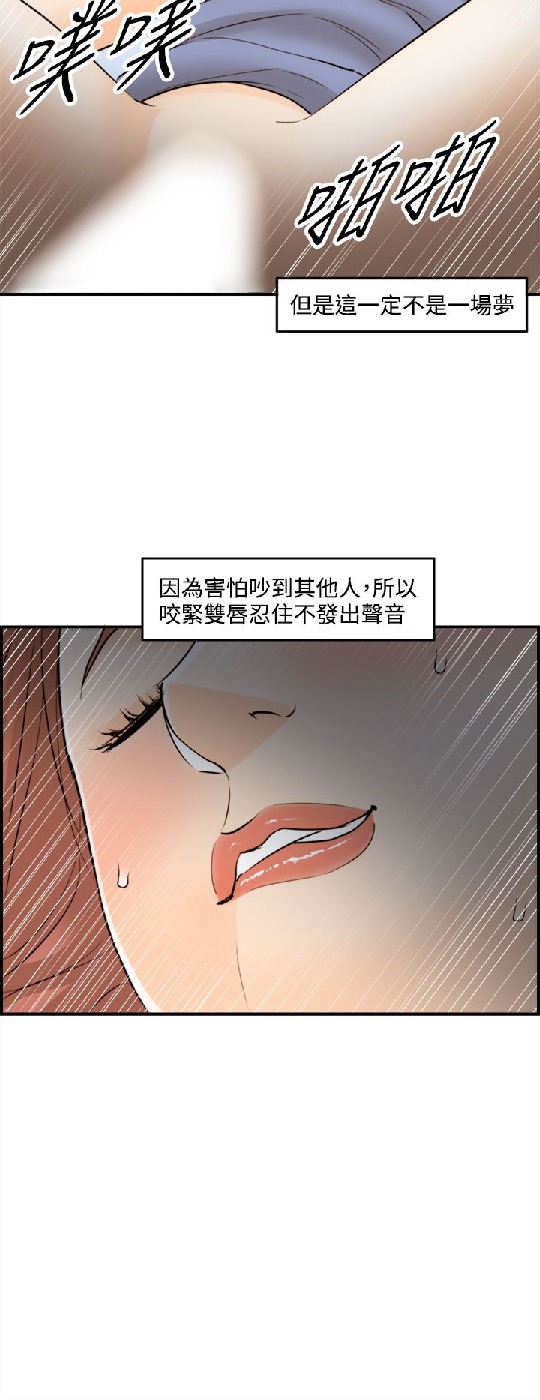 噗噗
啪啪
但是這一定不是一場夢
因為害怕吵到其他人,所以
咬緊雙唇忍住不發出聲音